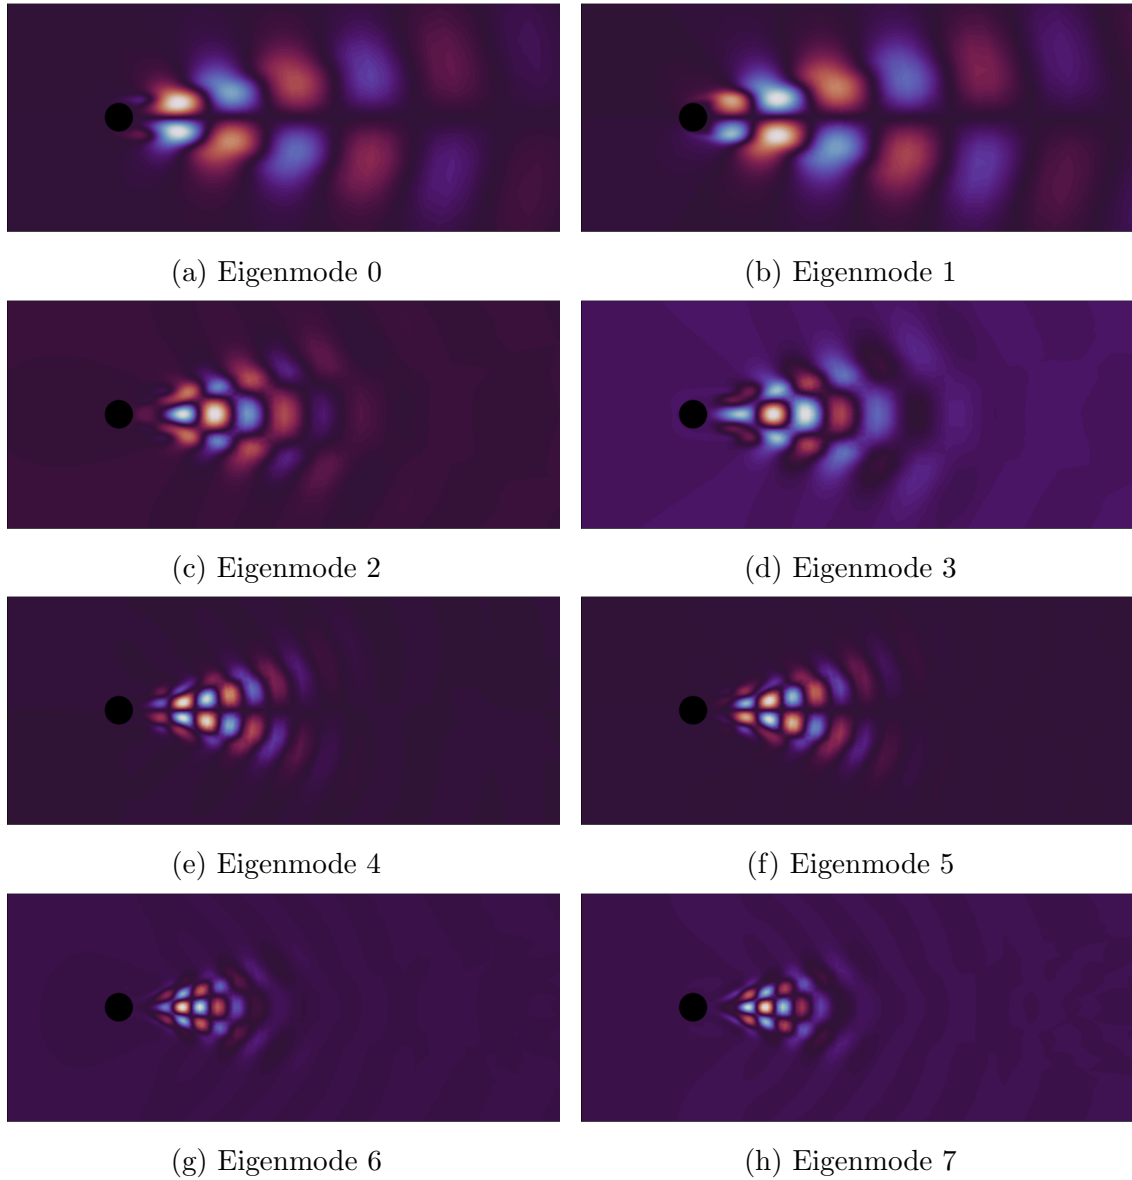 (a) Eigenmode 0
(b) Eigenmode 1
(c) Eigenmode 2
(d) Eigenmode 3
(e) Eigenmode 4
(f) Eigenmode 5
(g) Eigenmode 6
(h) Eigenmode 7